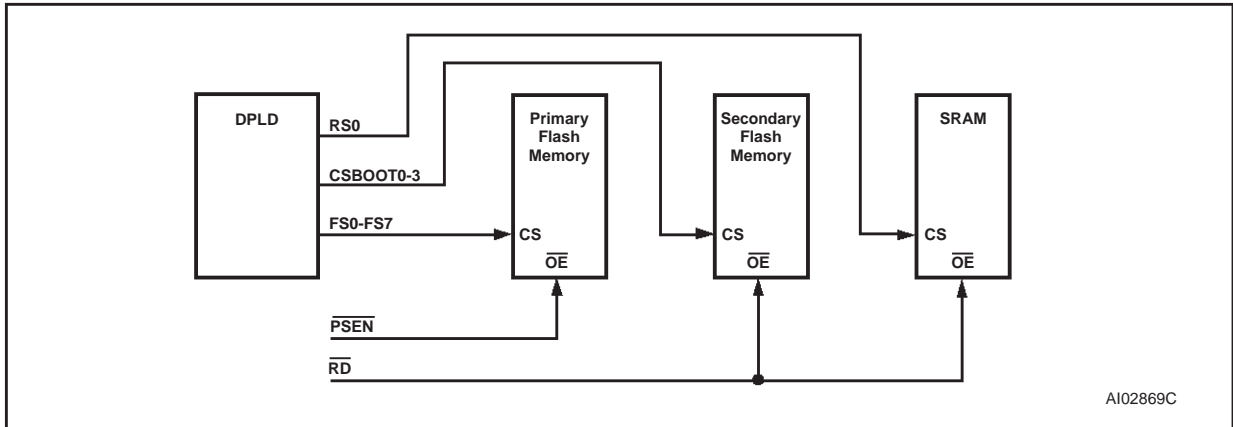 DPLD
RS0
CSBOOT0-3
FS0-FS7
Primary
Flash
Memory
CS
OE
Secondary
Flash
Memory
CS
OE
SRAM
CS
OE
PSEN
RD
AI02869C